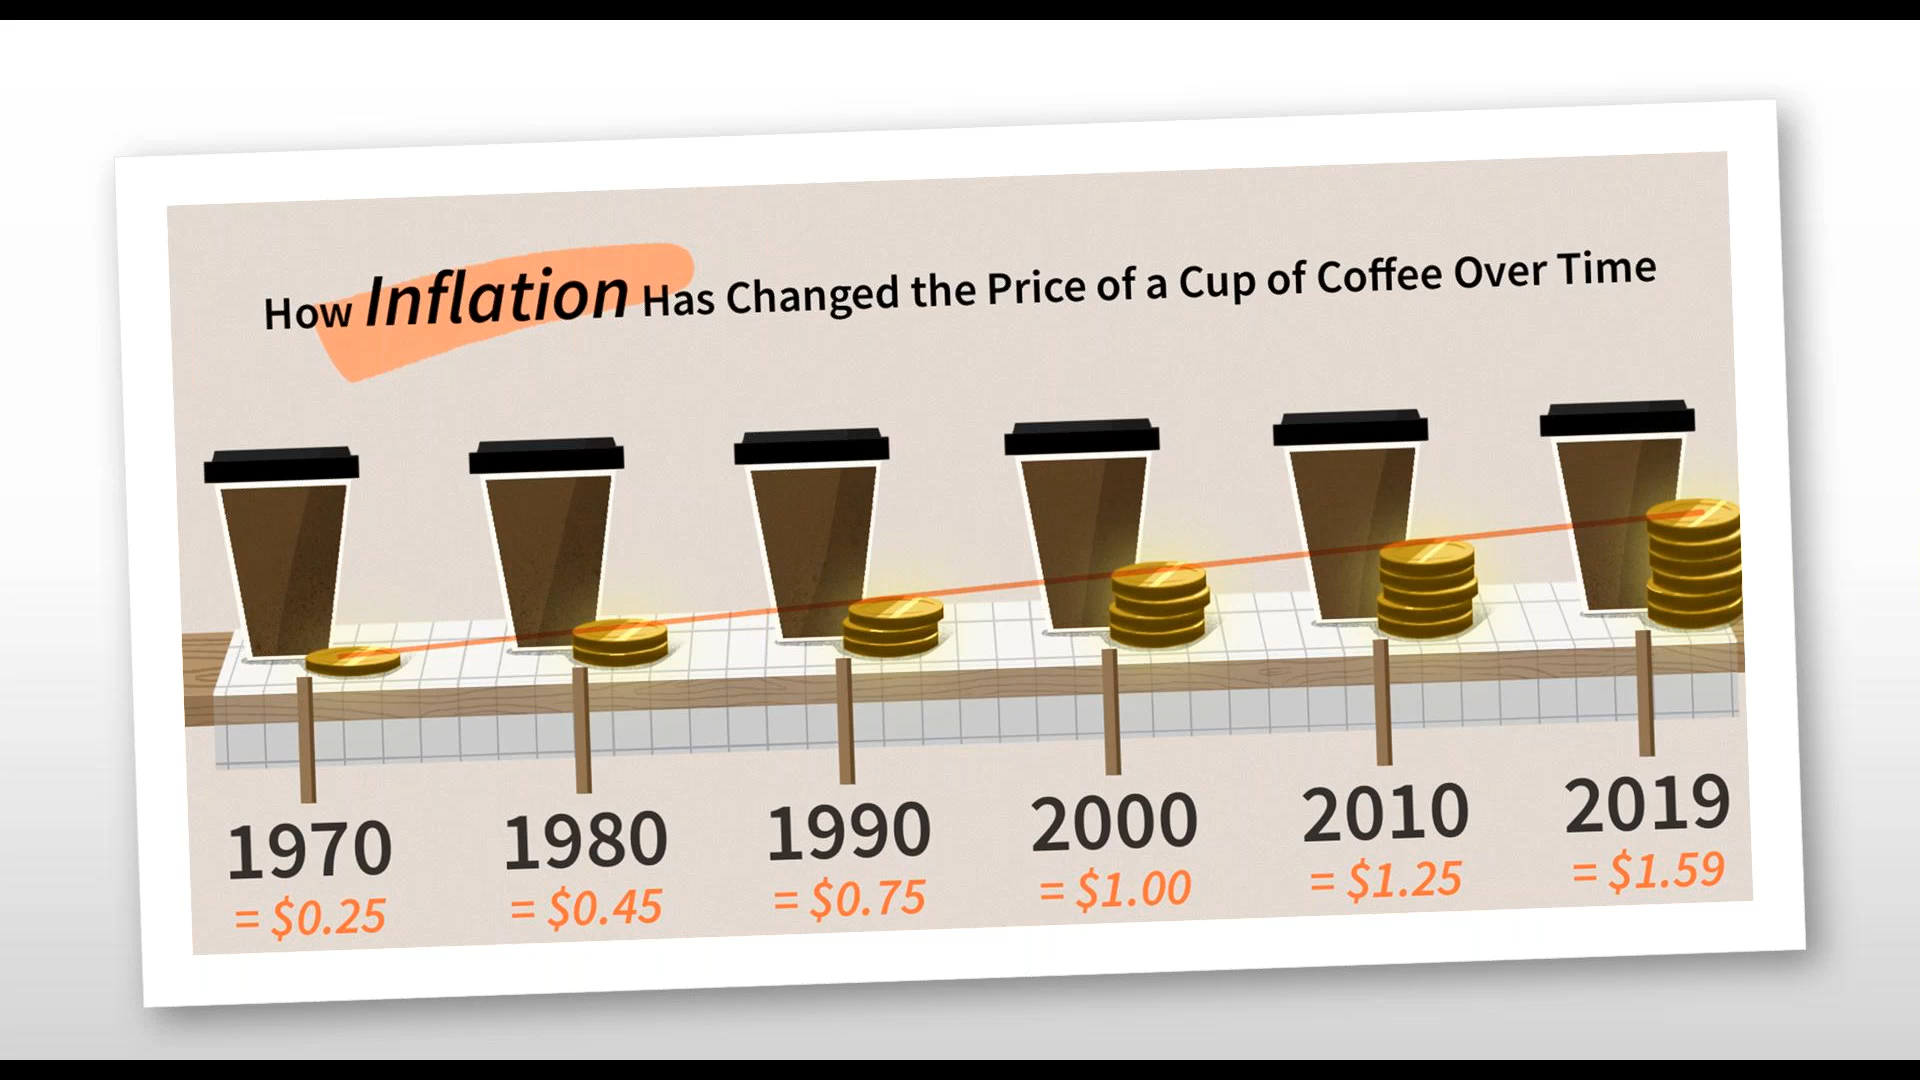 How Inflation Has Changed the Price of a Cup of Coffee Over Time
1970 1980 1990 2000 2010 2019
= $0.25 = $0.45 = $0.75 = $1.00 = $1.25 = $1.59